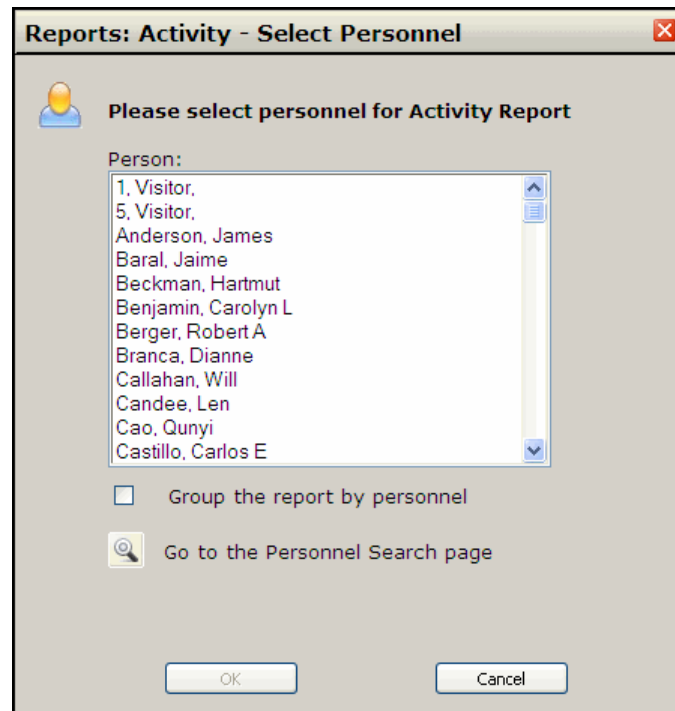 Reports: Activity - Select Personnel
Please select personnel for Activity Report
Person:
1, Visitor,
5, Visitor,
Anderson, James
Baral, Jaime
Beckman, Hartmut
Benjamin, Carolyn L
Berger, Robert A
Branca, Dianne
Callahan, Will
Candee, Len
Cao, Qunyi
Castillo, Carlos E
Group the report by personnel
Go to the Personnel Search page
OK
Cancel